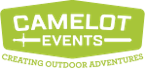 CAMELOT
EVENTS
CREATING OUTDOOR ADVENTURES